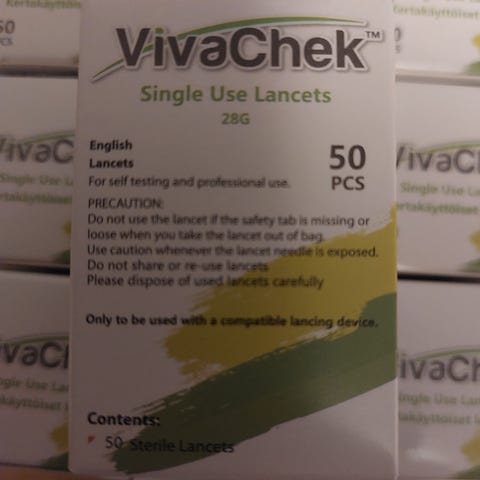 VivaChek™
Single Use Lancets
28G
English
Lancets
50
PCS
For self testing and professional use.
PRECAUTION:
Do not use the lancet if the safety tab is missing or
loose when you take the lancet out of bag.
Use caution whenever the lancet needle is exposed.
Do not share or re-use lancets
Please dispose of used lancets carefully
Only to be used with a compatible lancing device.
Contents:
50 Sterile Lancets
Kertakäyttöiset
50
PCS